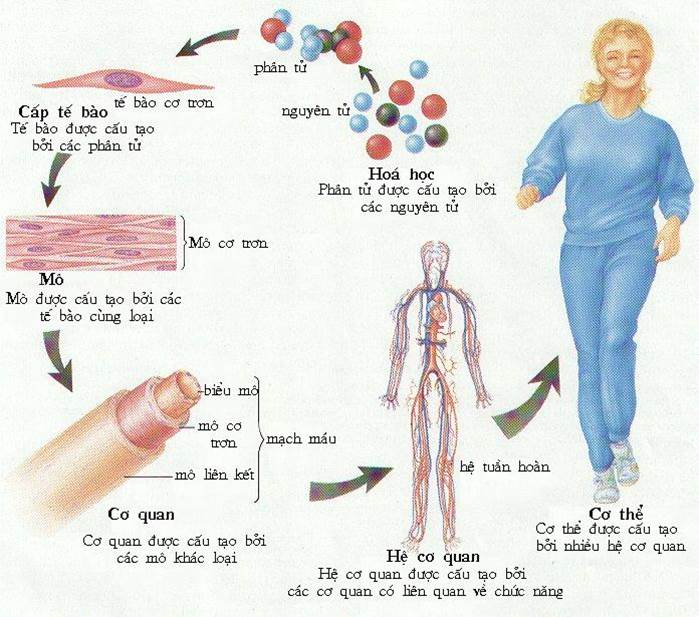 phân tử
nguyên tử
Hoá học
Phân tử được cấu tạo bởi
các nguyên tử
tế bào cơ trơn
Cấp tế bào
Tế bào được cấu tạo
bởi các phân tử
Mô cơ trơn
Mô
Mô được cấu tạo bởi các
tế bào cùng loại
biểu mô
mô cơ
trơn
mô liên kết
mạch máu
Cơ quan
Cơ quan được cấu tạo bởi
các mô khác loại
hệ tuần hoàn
Hệ cơ quan
Hệ cơ quan được cấu tạo bởi
các cơ quan có liên quan về chức năng
Cơ thể
Cơ thể được cấu tạo
bởi nhiều hệ cơ quan